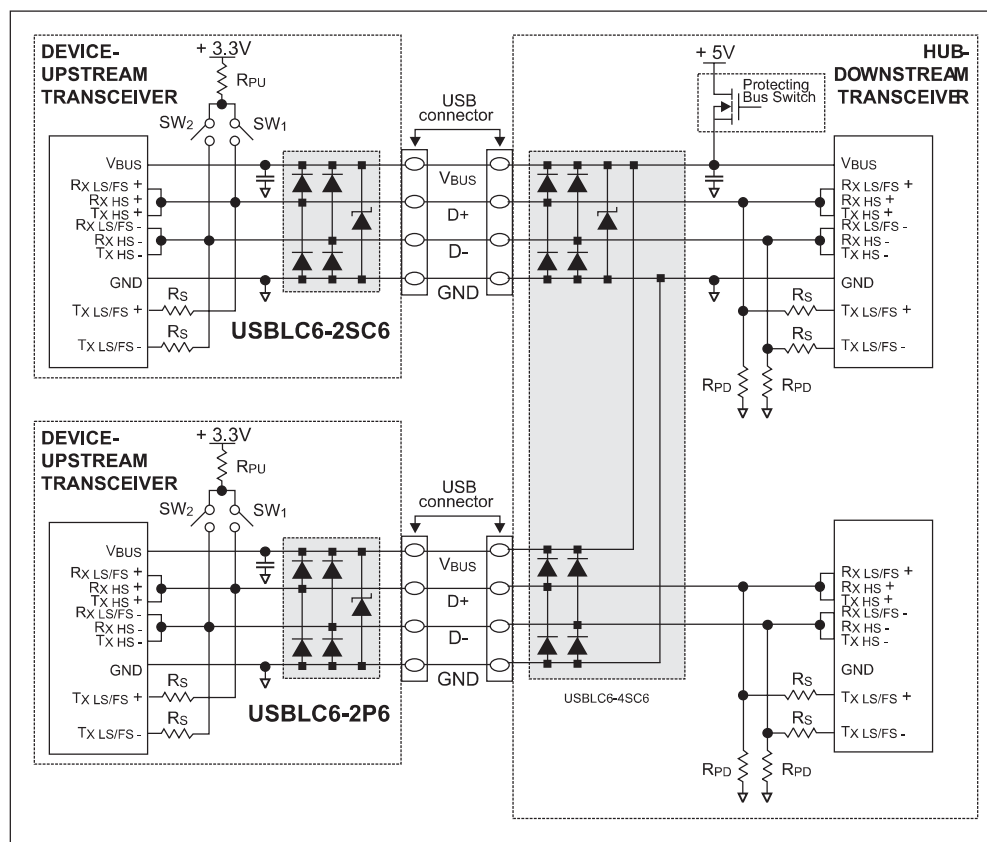 DEVICE-
UPSTREAM
TRANSCEIVER
+ 3.3V
RPU
SW2
SW1
VBUS
RX LS/FS +
RX HS +
TX HS +
RX LS/FS -
RX HS -
TX HS -
GND
TX LS/FS +
TX LS/FS -
RS
RS
USBLC6-2SC6
USB
connector
VBUS
D+
D-
GND
+ 5V
Protecting
Bus Switch
HUB-
DOWNSTREAM
TRANSCEIVER
VBUS
RX LS/FS +
RX HS +
TX HS +
RX LS/FS -
RX HS -
TX HS -
GND
TX LS/FS +
TX LS/FS -
RS
RS
RPD
RPD
DEVICE-
UPSTREAM
TRANSCEIVER
+ 3.3V
RPU
SW2
SW1
VBUS
RX LS/FS +
RX HS +
TX HS +
RX LS/FS -
RX HS -
TX HS -
GND
TX LS/FS +
TX LS/FS -
RS
RS
USBLC6-2P6
USB
connector
VBUS
D+
D-
GND
USBLC6-4SC6
RX LS/FS +
RX HS +
TX HS +
RX LS/FS -
RX HS -
TX HS -
GND
TX LS/FS +
TX LS/FS -
RS
RS
RPD
RPD